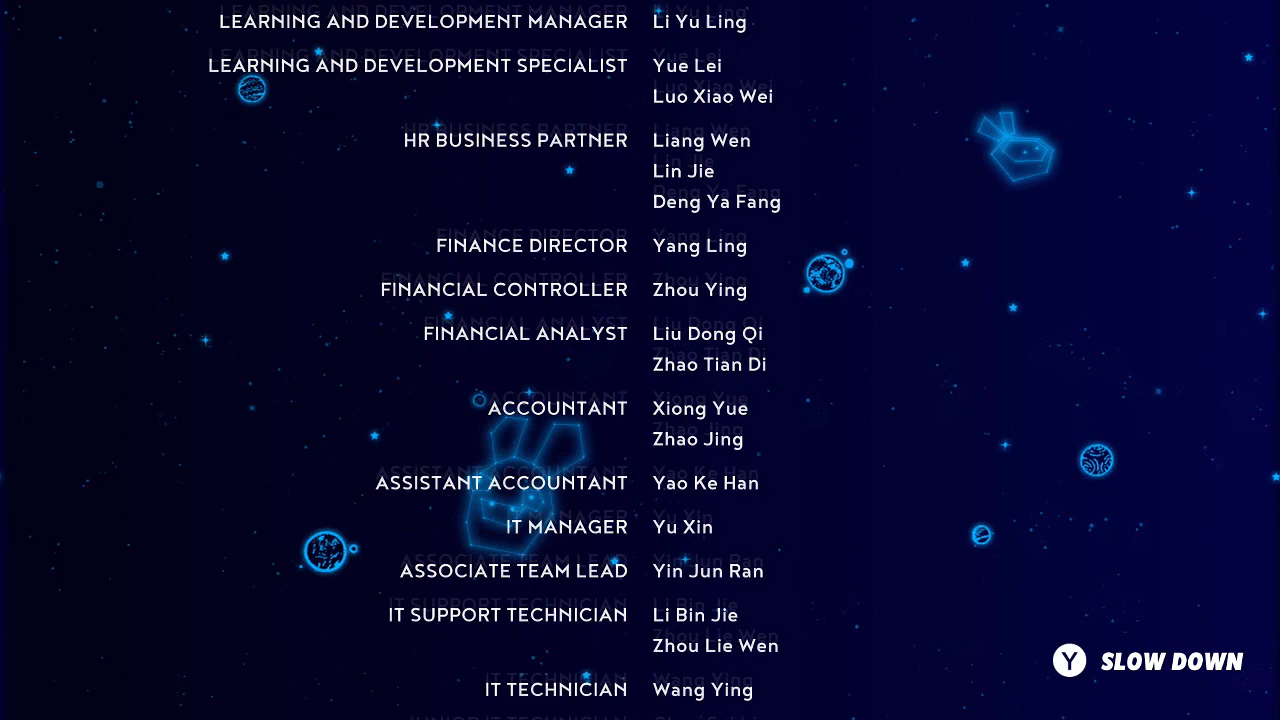 LEARNING AND DEVELOPMENT MANAGER Li Yu Ling
LEARNING AND DEVELOPMENT SPECIALIST Yue Lei
Luo Xiao Wei
HR BUSINESS PARTNER Liang Wen
Lin Jie
Deng Ya Fang
FINANCE DIRECTOR Yang Ling
FINANCIAL CONTROLLER Zhou Ying
FINANCIAL ANALYST Liu Dong Qi
Zhao Tian Di
ACCOUNTANT Xiong Yue
Zhao Jing
ASSISTANT ACCOUNTANT Yao Ke Han
IT MANAGER Yu Xin
ASSOCIATE TEAM LEAD Yin Jun Ran
IT SUPPORT TECHNICIAN Li Bin Jie
Zhou Lie Wen
IT TECHNICIAN Wang Ying
Y SLOW DOWN